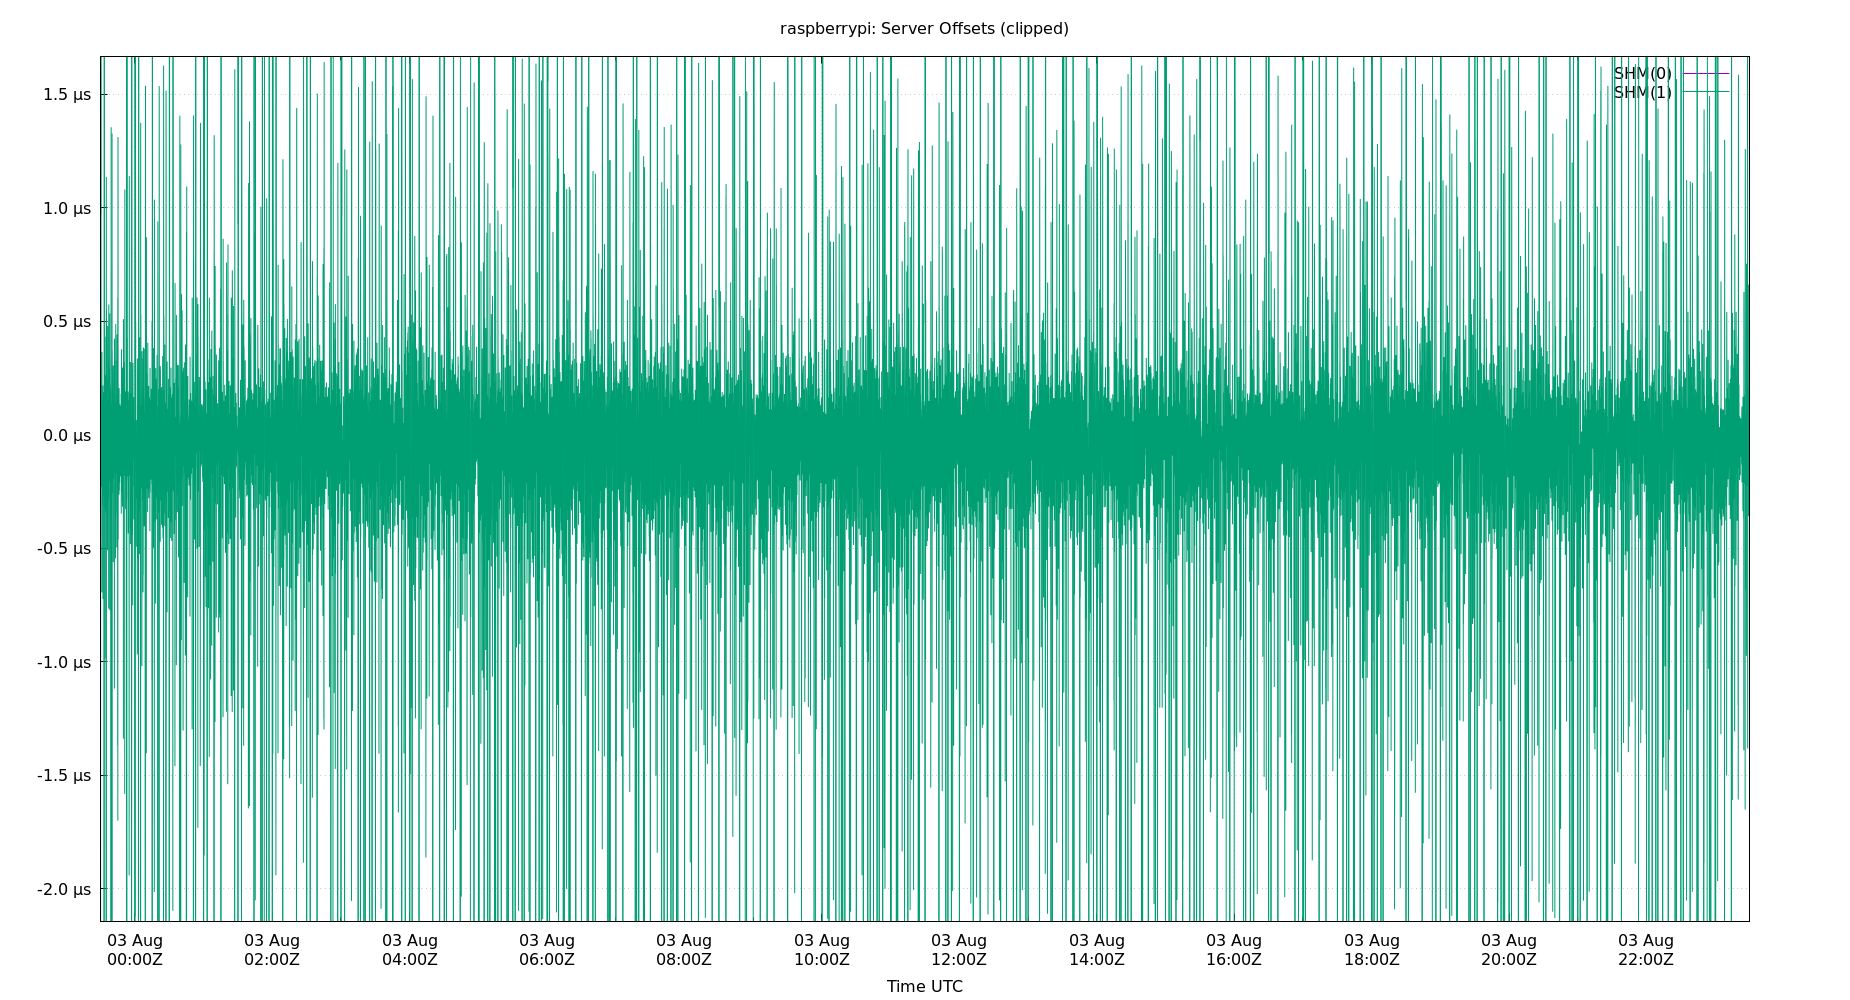 raspberrypi: Server Offsets (clipped)
SHM(0)
SHM(1)
1.5 µs
1.0 µs
0.5 µs
0.0 µs
-0.5 µs
-1.0 µs
-1.5 µs
-2.0 µs
03 Aug 03 Aug 03 Aug 03 Aug 03 Aug 03 Aug 03 Aug 03 Aug 03 Aug 03 Aug 03 Aug 03 Aug
00:00Z 02:00Z 04:00Z 06:00Z 08:00Z 10:00Z 12:00Z 14:00Z 16:00Z 18:00Z 20:00Z 22:00Z
Time UTC